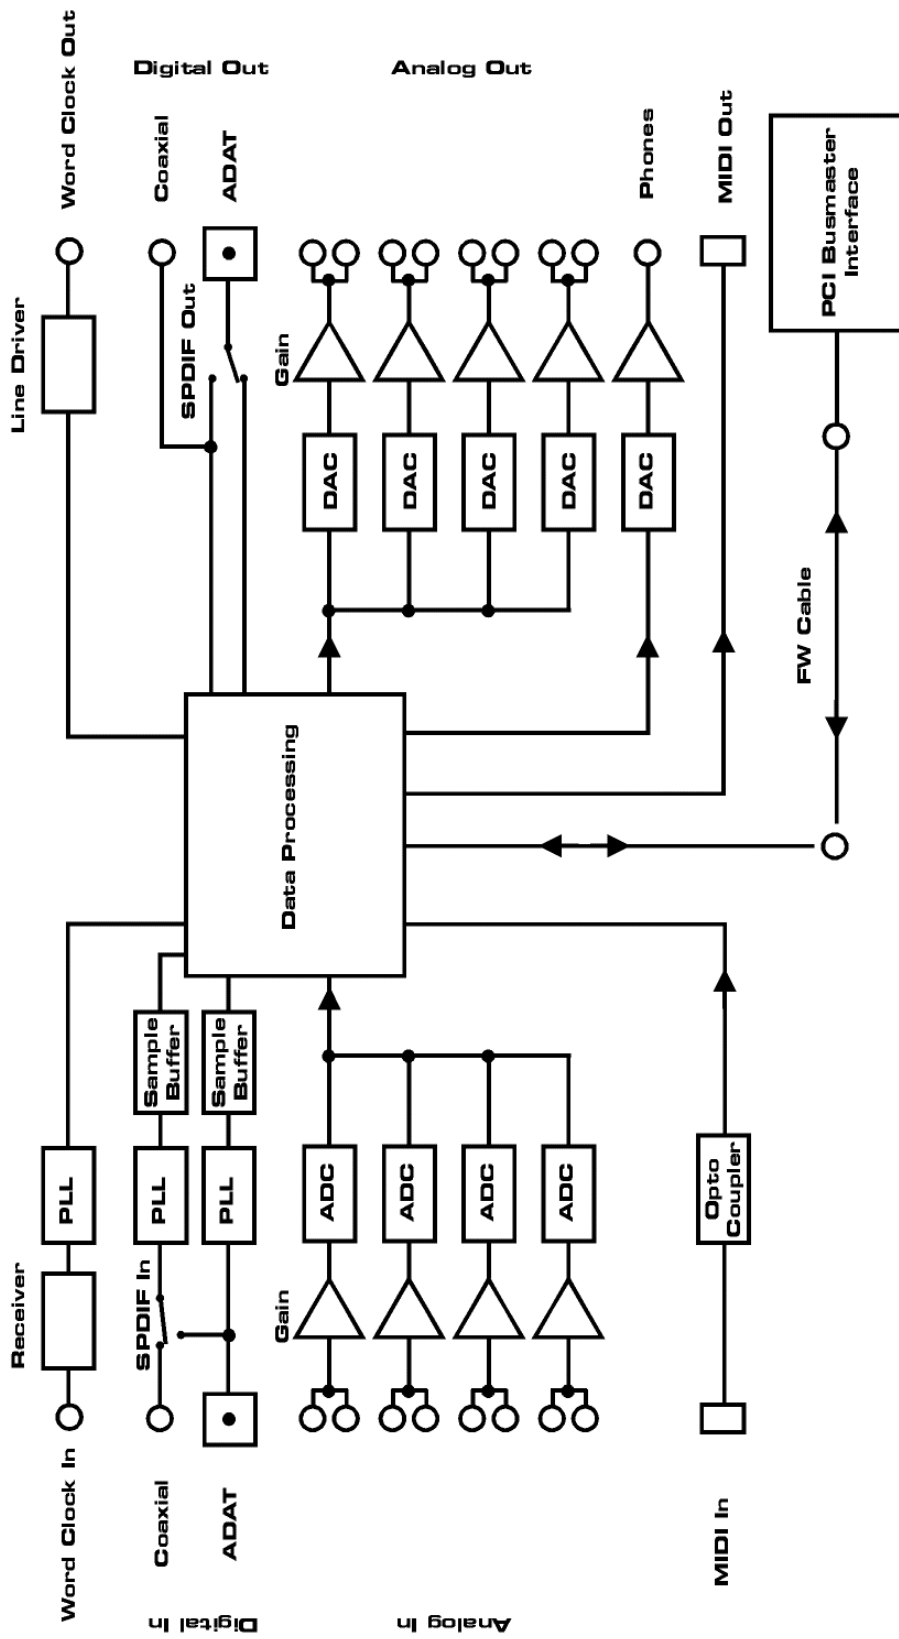 Word Clock Out
Digital Out
Analog Out
Coaxial
ADAT
Phones
MIDI Out
PCI Busmaster
Interface
Line Driver
SPDIF Out
Gain
DAC
DAC
DAC
DAC
DAC
FW Cable
Data Processing
Sample
Buffer
Sample
Buffer
PLL
PLL
PLL
ADC
ADC
ADC
ADC
Opto
Coupler
Receiver
SPDIF In
Gain
Word Clock In
Coaxial
ADAT
MIDI In
Digital In
Analog In